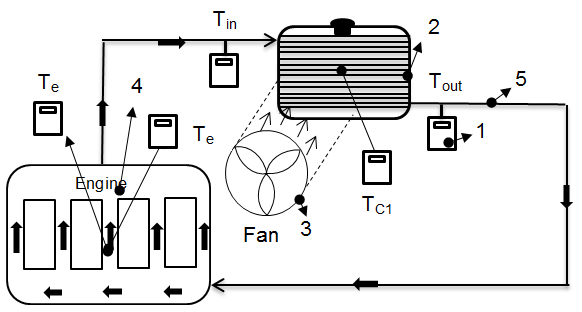 T_in
2
T_e
4
T_out
5
T_e
1
Engine
T_C1
Fan
3